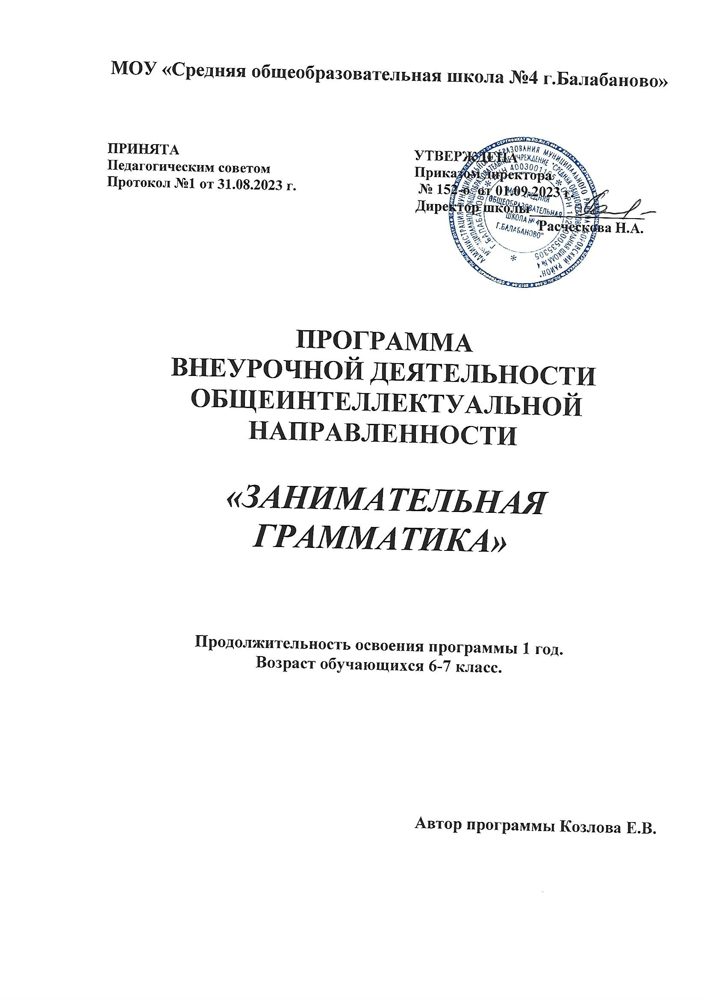 МОУ «Средняя общеобразовательная школа №4 г.Балабаново»
ПРИНЯТА
Педагогическим советом
Протокол №1 от 31.08.2023 г.
УТВЕРЖДЕНА
Приказом директора
№ 152-о от 01.09.2023 г.
Директор школы
Расческова Н.А.
ОБЩЕОБРАЗОВАТЕЛЬНАЯ
ШКОЛА № 4
Г.БАЛАБАНОВО"
ПРОГРАММА
ВНЕУРОЧНОЙ ДЕЯТЕЛЬНОСТИ
ОБЩЕИНТЕЛЛЕКТУАЛЬНОЙ
НАПРАВЛЕННОСТИ
«ЗАНИМАТЕЛЬНАЯ
ГРАММАТИКА»
Продолжительность освоения программы 1 год.
Возраст обучающихся 6-7 класс.
Автор программы Козлова Е.В.